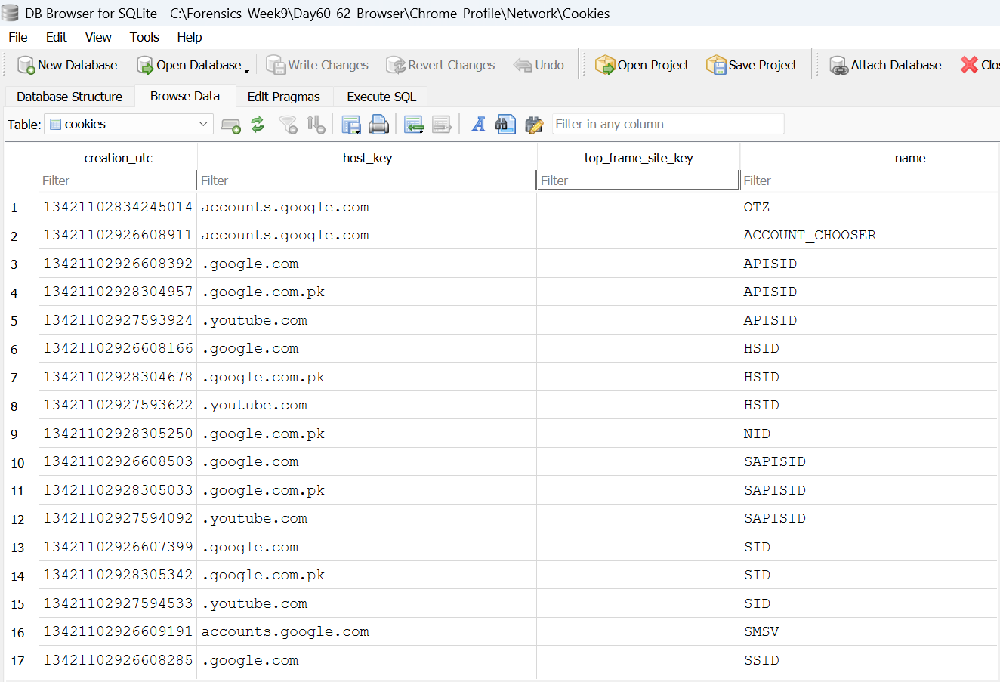 DB Browser for SQLite - C:\Forensics_Week9\Day60-62_Browser\Chrome_Profile\Network\Cookies
File Edit View Tools Help
New Database Open Database Write Changes Revert Changes Undo Open Project Save Project Attach Database Clos
Database Structure Browse Data Edit Pragmas Execute SQL
Table: cookies A Filter in any column
creation_utc host_key top_frame_site_key name
Filter Filter Filter Filter
1 13421102834245014 accounts.google.com OTZ
2 13421102926608911 accounts.google.com ACCOUNT_CHOOSER
3 13421102926608392 .google.com APISID
4 13421102928304957 .google.com.pk APISID
5 13421102927593924 .youtube.com APISID
6 13421102926608166 .google.com HSID
7 13421102928304678 .google.com.pk HSID
8 13421102927593622 .youtube.com HSID
9 13421102928305250 .google.com.pk NID
10 13421102926608503 .google.com SAPISID
11 13421102928305033 .google.com.pk SAPISID
12 13421102927594092 .youtube.com SAPISID
13 13421102926607399 .google.com SID
14 13421102928305342 .google.com.pk SID
15 13421102927594533 .youtube.com SID
16 13421102926609191 accounts.google.com SMSV
17 13421102926608285 .google.com SSID